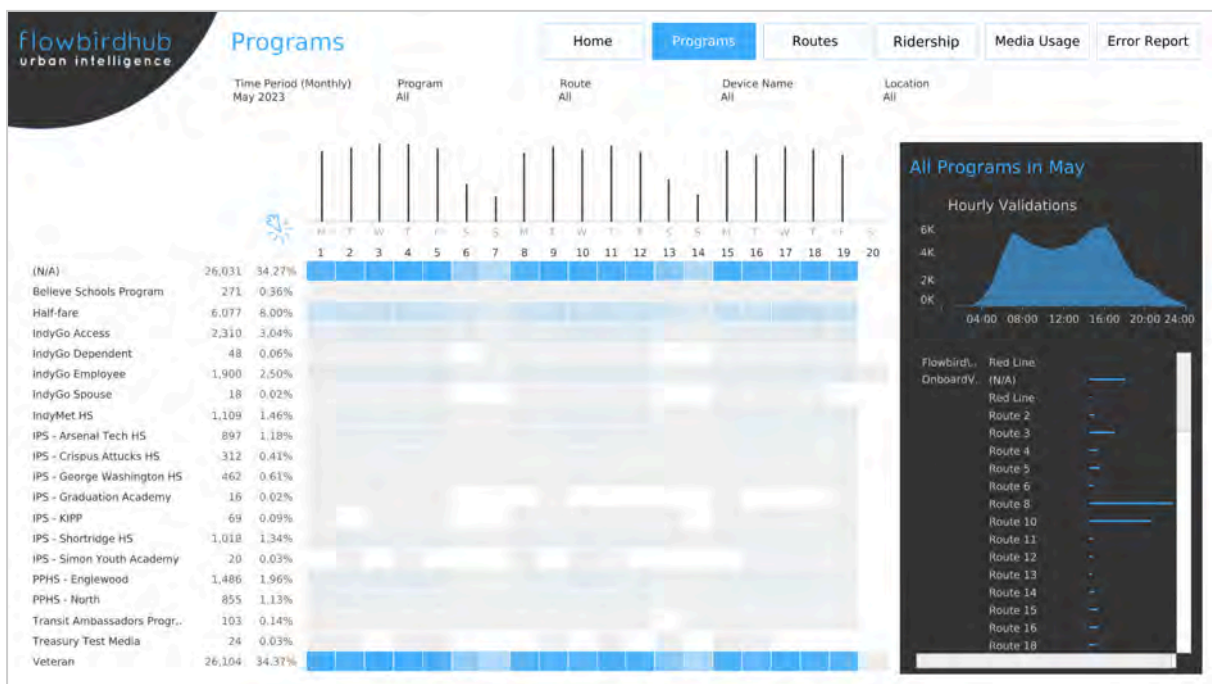 flowbirdhub
urban intelligence
Programs
Home Programs Routes Ridership Media Usage Error Report
Time Period (Monthly) Program Route Device Name Location
May 2023 All All All All
M T W T F S S M T W T F S S M T W T F S
1 2 3 4 5 6 7 8 9 10 11 12 13 14 15 16 17 18 19 20
(N/A) 26,031 34.27%
Believe Schools Program 271 0.36%
Half-fare 6,077 8.00%
IndyGo Access 2,310 3.04%
IndyGo Dependent 48 0.06%
IndyGo Employee 1,900 2.50%
IndyGo Spouse 18 0.02%
IndyMet HS 1,109 1.46%
IPS - Arsenal Tech HS 897 1.18%
IPS - Crispus Attucks HS 312 0.41%
IPS - George Washington HS 462 0.61%
IPS - Graduation Academy 16 0.02%
IPS - KIPP 69 0.09%
IPS - Shortridge HS 1,018 1.34%
IPS - Simon Youth Academy 20 0.03%
PPHS - Englewood 1,486 1.96%
PPHS - North 855 1.13%
Transit Ambassadors Progr.. 103 0.14%
Treasury Test Media 24 0.03%
Veteran 26,104 34.37%
All Programs in May
Hourly Validations
6K
4K
2K
0K
04:00 08:00 12:00 16:00 20:00 24:00
Flowbird\.. Red Line
OnboardV.. (N/A)
Red Line
Route 2
Route 3
Route 4
Route 5
Route 6
Route 8
Route 10
Route 11
Route 12
Route 13
Route 14
Route 15
Route 16
Route 18